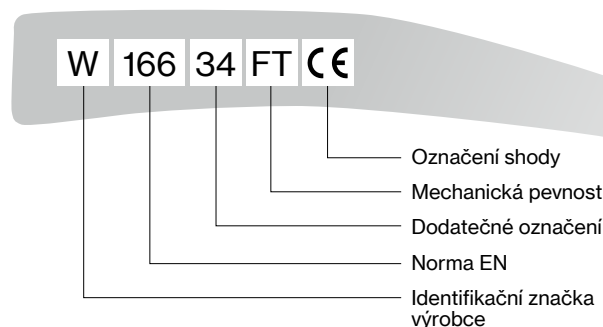 W 166 34 FT CE
Označení shody
Mechanická pevnost
Dodatečné označení
Norma EN
Identifikační značka
výrobce